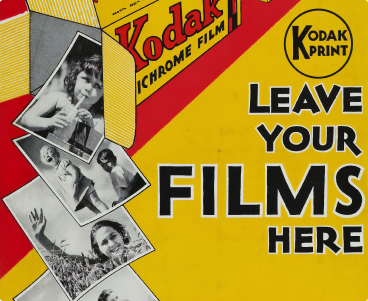 Kodak
ICHROME FILM
KODAK
PRINT
LEAVE
YOUR
FILMS
HERE